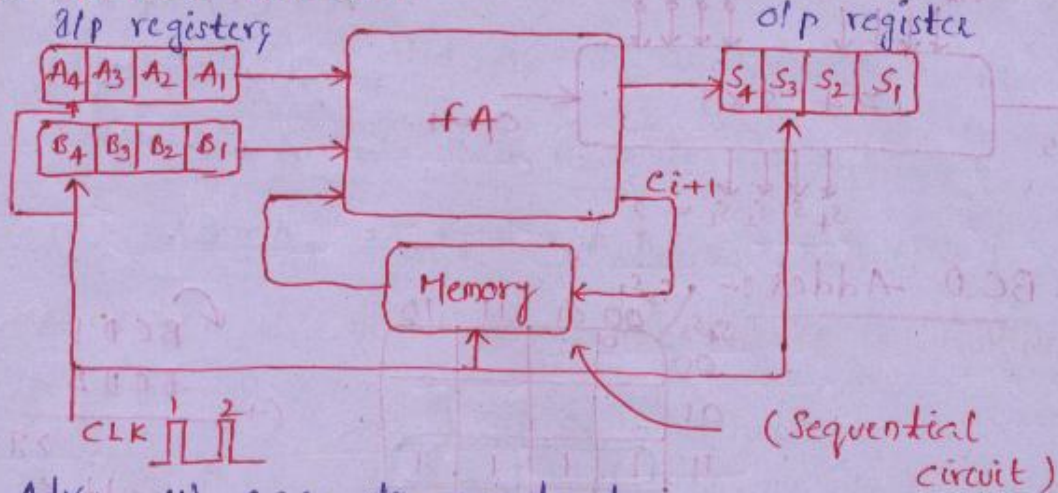 I/p registers
O/p register
A4 A3 A2 A1
B4 B3 B2 B1
FA
S4 S3 S2 S1
Ci+1
Memory
CLK 1 2
(Sequential
circuit)